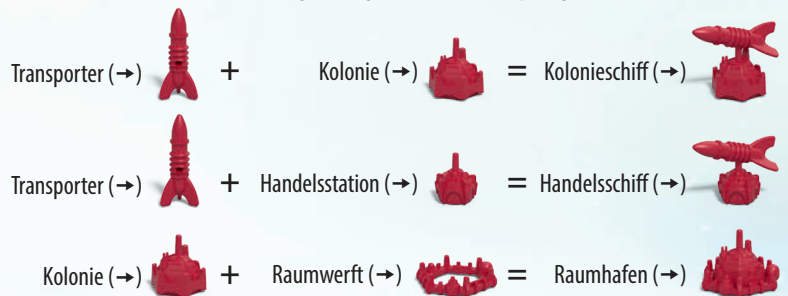 Transporter (→) + Kolonie (→) = Kolonieschiff (→)
Transporter (→) + Handelsstation (→) = Handelsschiff (→)
Kolonie (→) + Raumwerft (→) = Raumhafen (→)